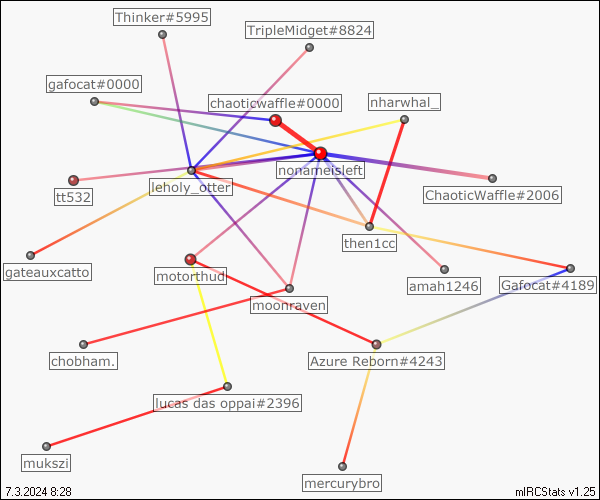 Thinker#5995
TripleMidget#8824
gafocat#0000
chaoticwaffle#0000
nharwhal_
nonameisleft
leholy_otter
tt532
ChaoticWaffle#2006
then1cc
gateauxcatto
motorthud
amah1246
Gafocat#4189
moonraven
chobham.
Azure Reborn#4243
lucas das oppai#2396
mukszi
mercurybro
7.3.2024 8:28
mIRCStats v1.25